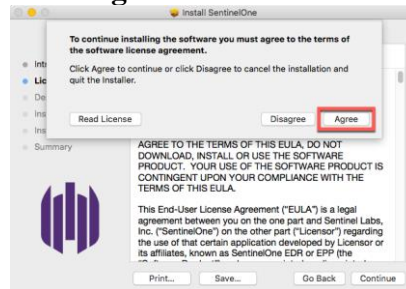 Install SentinelOne
To continue installing the software you must agree to the terms of
the software license agreement.
Click Agree to continue or click Disagree to cancel the installation and
quit the Installer.
Read License
Disagree
Agree
Int
Lic
De
Ins
Ins
Summary
AGREE TO THE TERMS OF THIS EULA, DO NOT
DOWNLOAD, INSTALL OR USE THE SOFTWARE
PRODUCT. YOUR USE OF THE SOFTWARE PRODUCT IS
CONTINGENT UPON YOUR COMPLIANCE WITH THE
TERMS OF THIS EULA.
This End-User License Agreement ("EULA") is a legal
agreement between you on the one part and Sentinel Labs,
Inc. ("SentinelOne") on the other part ("Licensor") regarding
the use of that certain application developed by Licensor or
its affiliates, known as SentinelOne EDR or EPP (the
Print...
Save...
Go Back
Continue